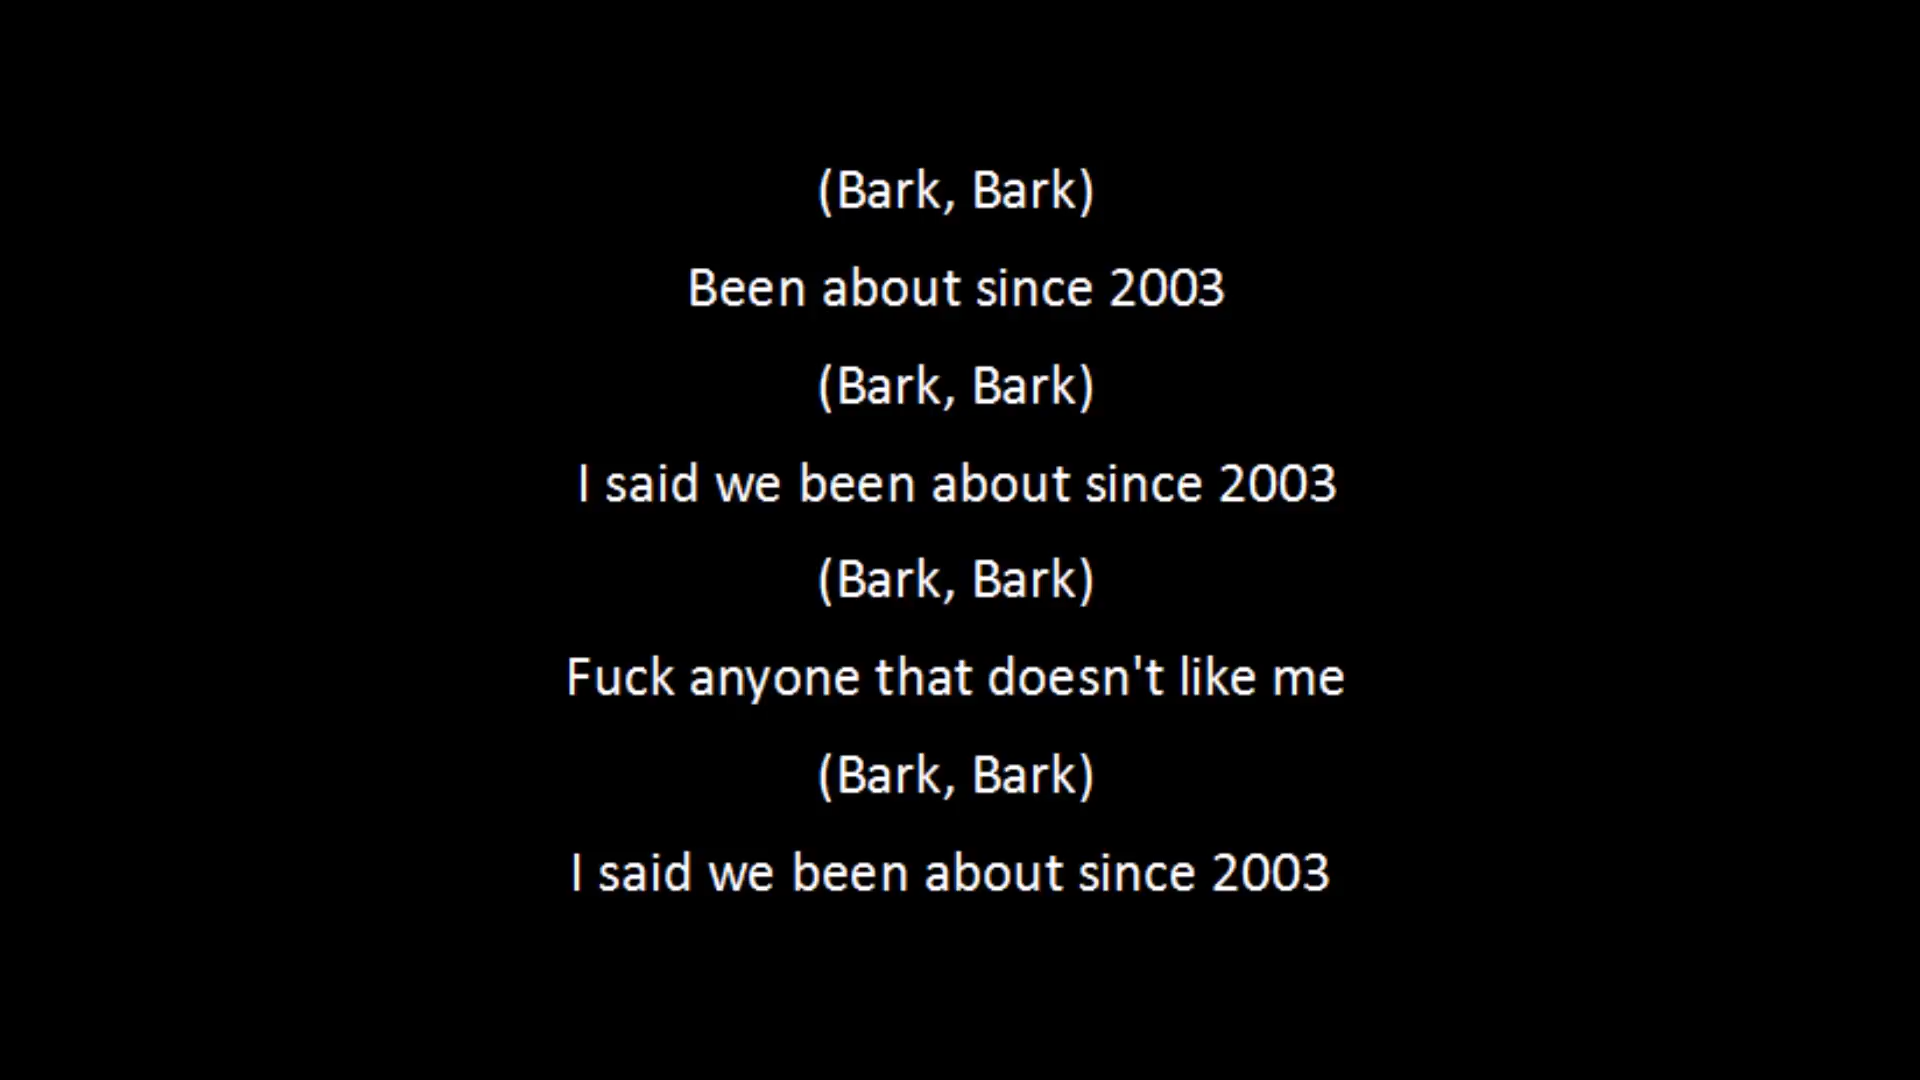 (Bark, Bark)
Been about since 2003
(Bark, Bark)
I said we been about since 2003
(Bark, Bark)
Fuck anyone that doesn't like me
(Bark, Bark)
I said we been about since 2003